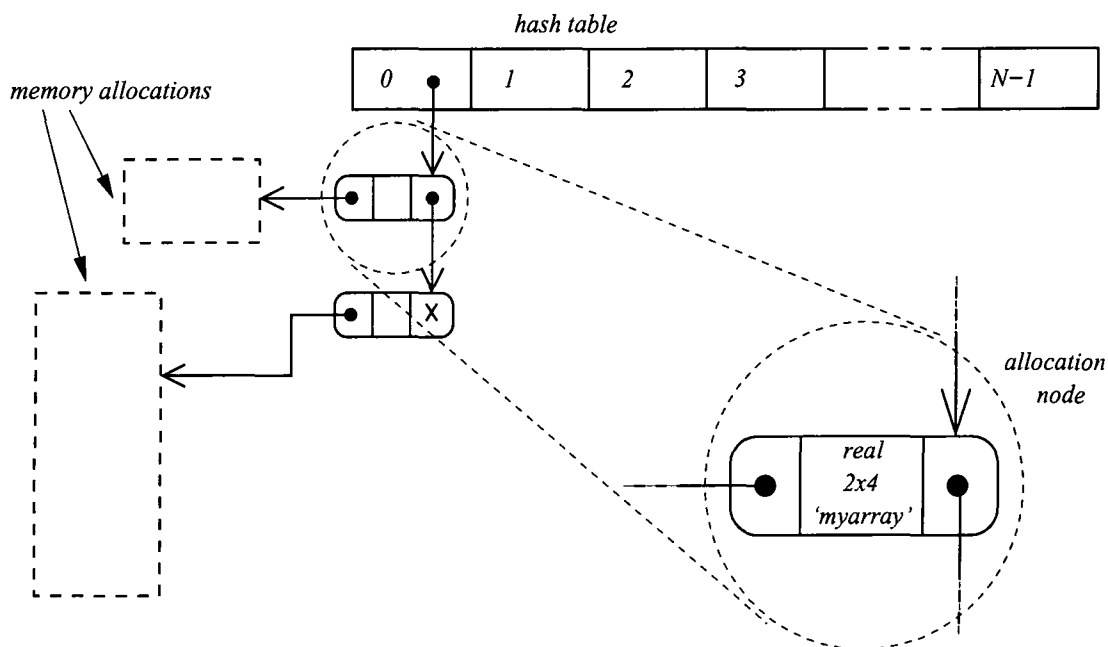 hash table
0 1 2 3 N−1
memory allocations
X
allocation
node
real
2x4
‘myarray’